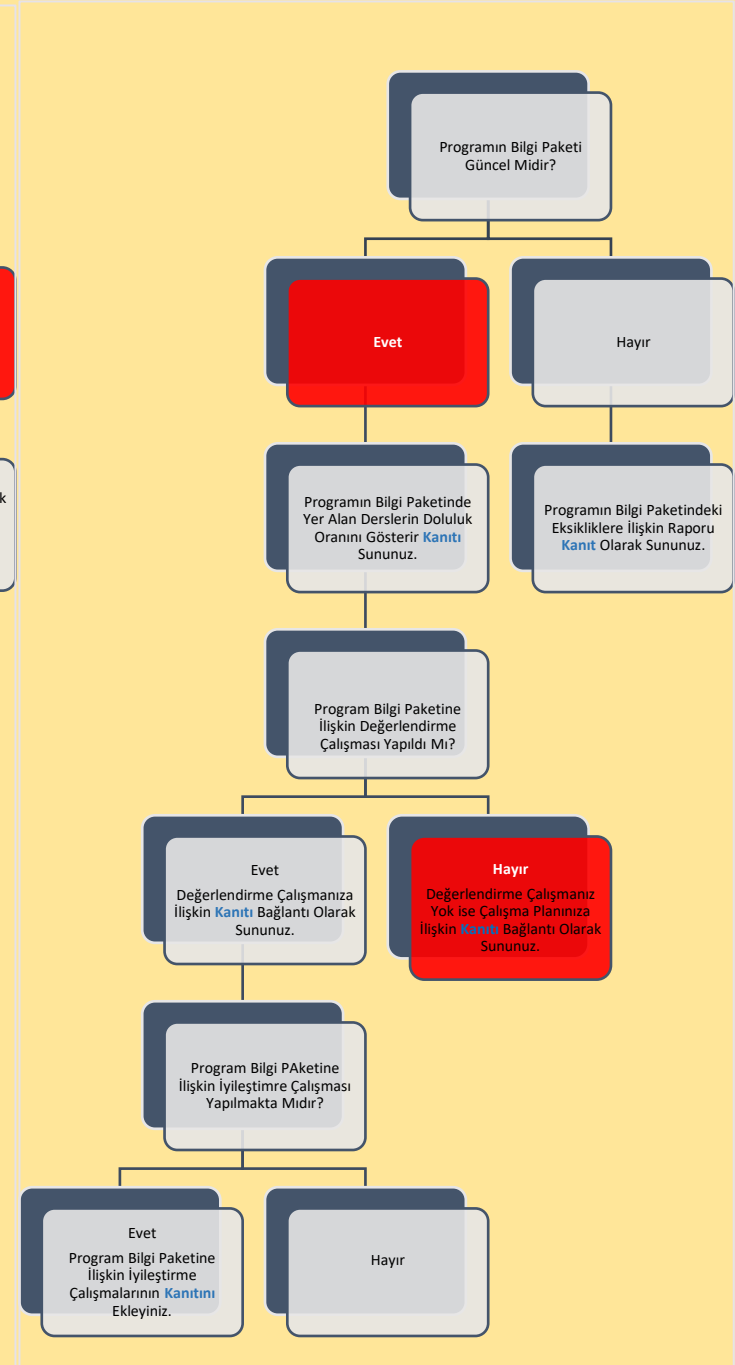 Programın Bilgi Paketi
Güncel Midir?
Evet
Hayır
Programın Bilgi Paketinde
Yer Alan Derslerin Doluluk
Oranını Gösterir Kanıtı
Sununuz.
Programın Bilgi Paketindeki
Eksikliklere İlişkin Raporu
Kanıt Olarak Sununuz.
k
Program Bilgi Paketine
İlişkin Değerlendirme
Çalışması Yapıldı Mı?
Evet
Değerlendirme Çalışmanıza
İlişkin Kanıtı Bağlantı Olarak
Sununuz.
Hayır
Değerlendirme Çalışmanız
Yok ise Çalışma Planınıza
İlişkin Kanıtı Bağlantı Olarak
Sununuz.
Program Bilgi PAketine
İlişkin İyileştimre Çalışması
Yapılmakta Mıdır?
Evet
Program Bilgi Paketine
İlişkin İyileştirme
Çalışmalarının Kanıtını
Ekleyiniz.
Hayır